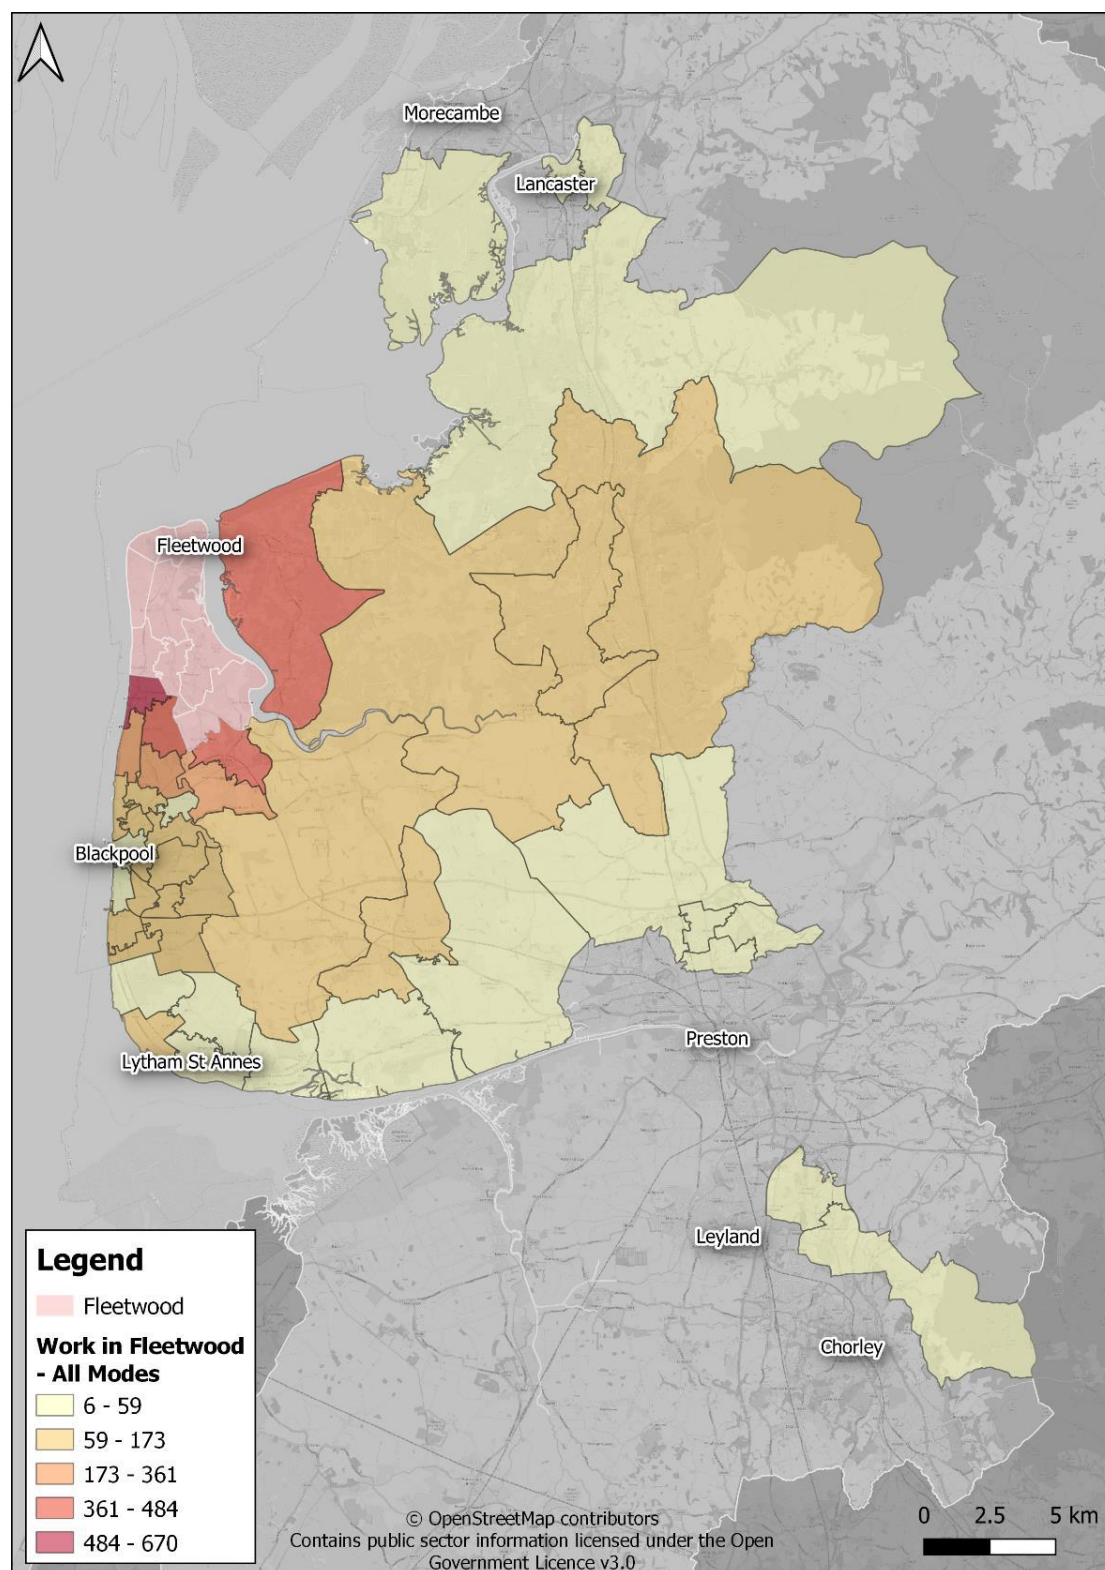 Morecambe
Lancaster
Fleetwood
Blackpool
Lytham St Annes
Preston
Leyland
Chorley
Legend
Fleetwood
Work in Fleetwood
- All Modes
6 - 59
59 - 173
173 - 361
361 - 484
484 - 670
© OpenStreetMap contributors
Contains public sector information licensed under the Open
Government Licence v3.0
0 2.5 5 km